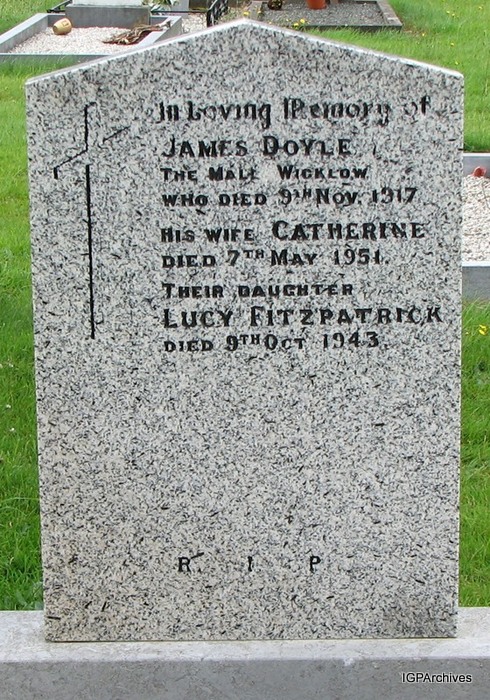 In Loving Memory of
JAMES DOYLE
THE MALL WICKLOW
WHO DIED 9TH NOV. 1917
HIS WIFE CATHERINE
DIED 7TH MAY 1951.
THEIR DAUGHTER
LUCY FITZPATRICK
DIED 9TH OCT 1943.
R. I P
IGPArchives